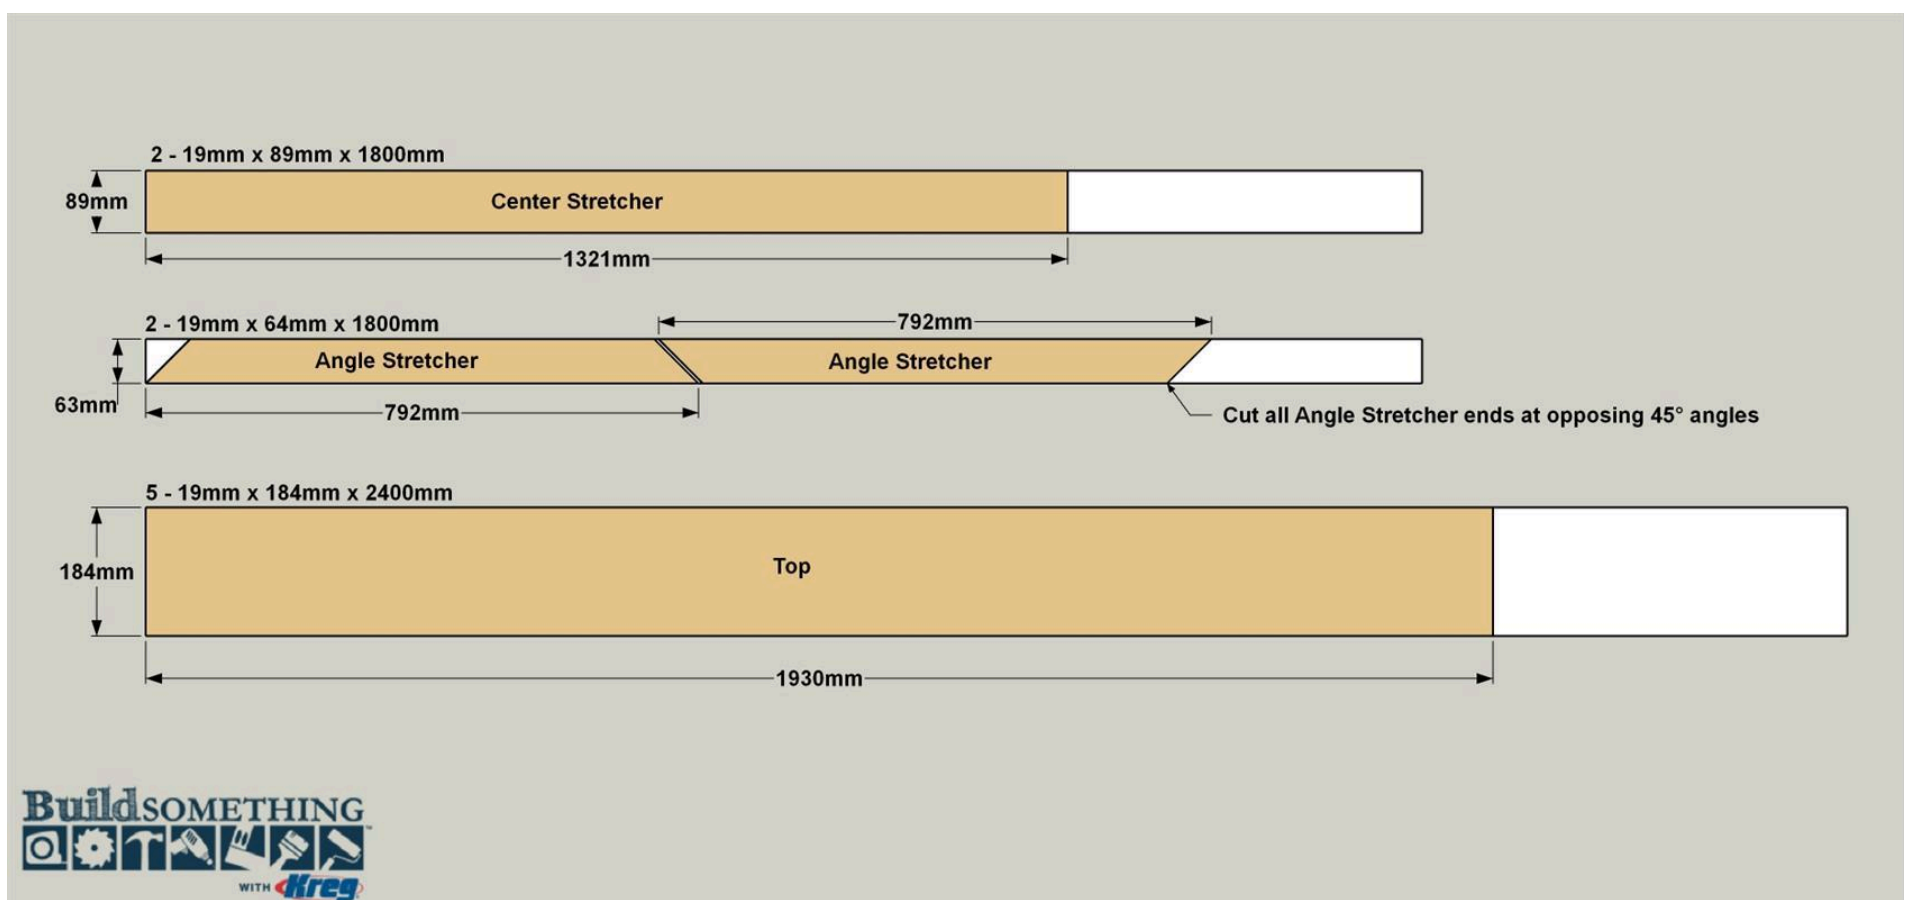 2 - 19mm x 89mm x 1800mm
89mm
Center Stretcher
1321mm
2 - 19mm x 64mm x 1800mm
792mm
Angle Stretcher
Angle Stretcher
63mm
792mm
Cut all Angle Stretcher ends at opposing 45° angles
5 - 19mm x 184mm x 2400mm
184mm
Top
1930mm
BuildSOMETHING™
WITH Kreg